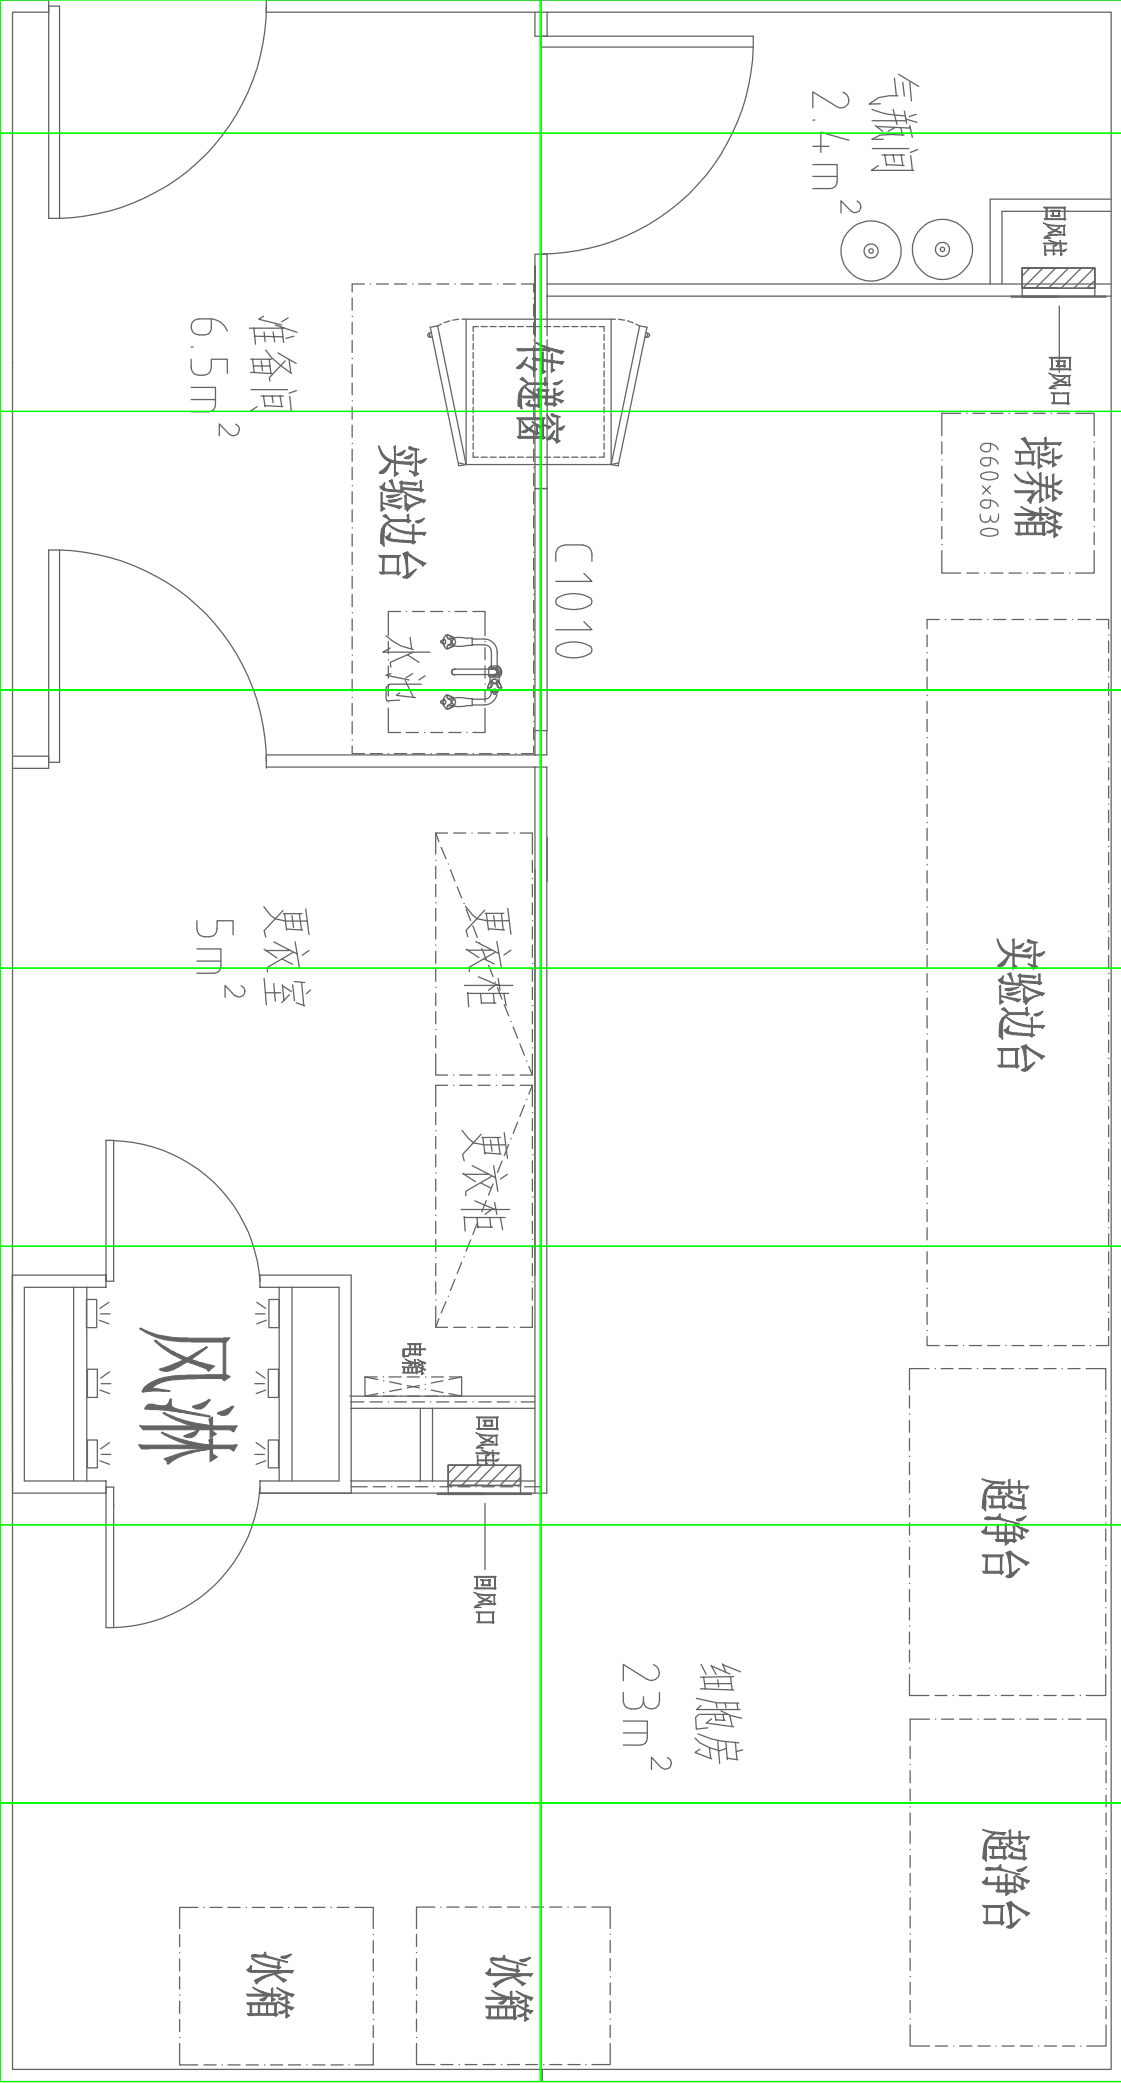 气瓶间
2.4m²
回风柱
回风口
准备间
6.5m²
传递窗
培养箱
660×630
实验边台
C1010
水池
更衣室
5m²
更衣柜
实验边台
更衣柜
风淋
电箱
回风柱
超净台
回风口
细胞房
23m²
超净台
冰箱
冰箱